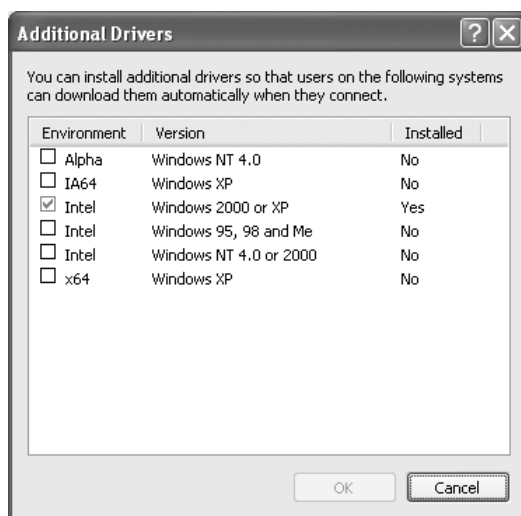 Additional Drivers
You can install additional drivers so that users on the following systems
can download them automatically when they connect.
Environment Version Installed
Alpha Windows NT 4.0 No
IA64 Windows XP No
Intel Windows 2000 or XP Yes
Intel Windows 95, 98 and Me No
Intel Windows NT 4.0 or 2000 No
x64 Windows XP No
OK Cancel